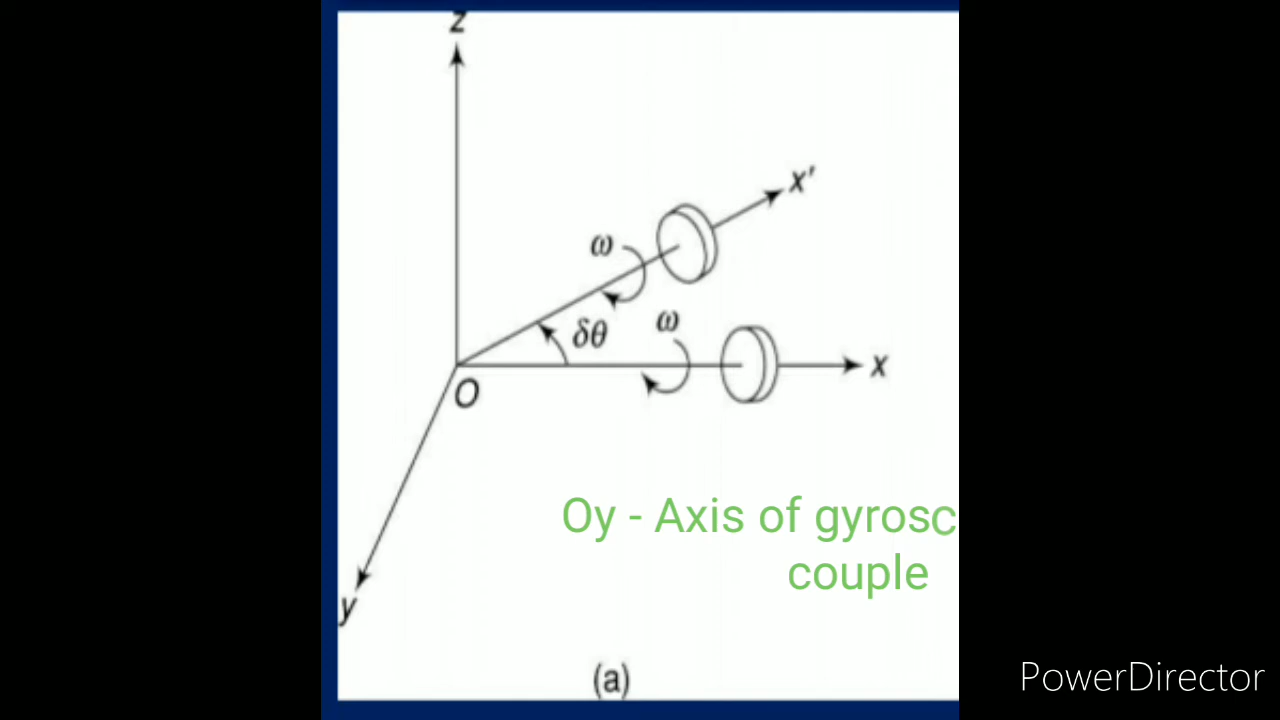 z
x'
ω
δθ
ω
x
O
Oy - Axis of gyrosc
couple
y
(a)
PowerDirector